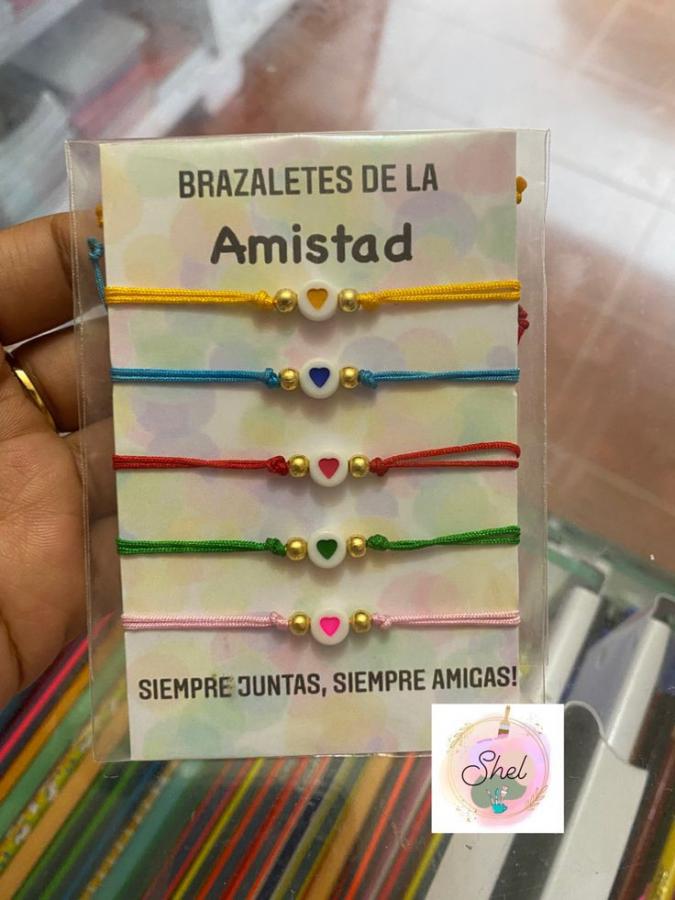 BRAZALETES DE LA
Amistad
SIEMPRE JUNTAS, SIEMPRE AMIGAS!
Shel